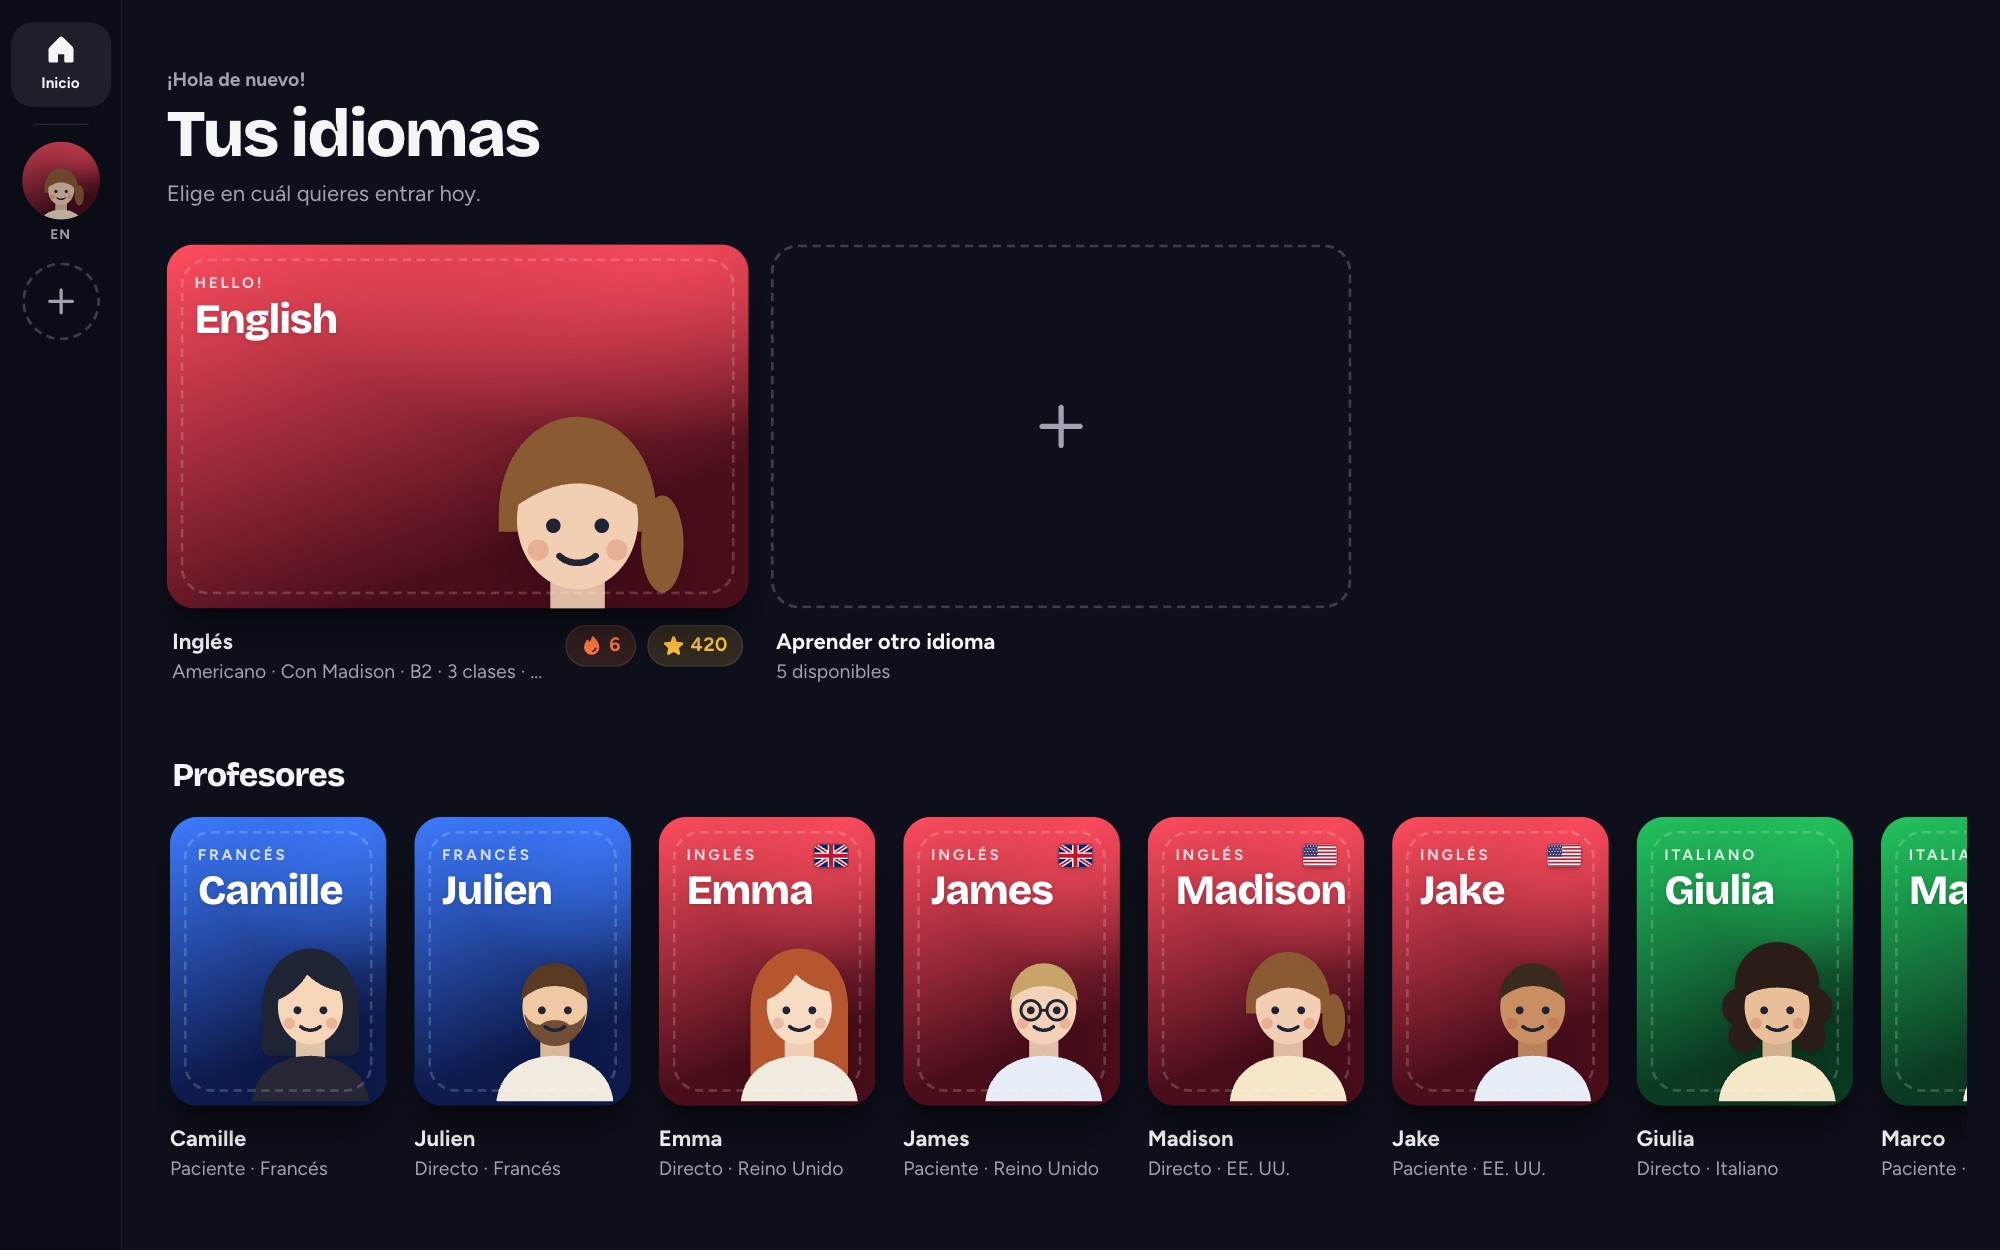 Inicio
EN
¡Hola de nuevo!
Tus idiomas
Elige en cuál quieres entrar hoy.
HELLO!
English
Inglés
6
420
Americano · Con Madison · B2 · 3 clases · ...
Aprender otro idioma
5 disponibles
Profesores
FRANCÉS
Camille
Camille
Paciente · Francés
FRANCÉS
Julien
Julien
Directo · Francés
INGLÉS
Emma
Emma
Directo · Reino Unido
INGLÉS
James
James
Paciente · Reino Unido
INGLÉS
Madison
Madison
Directo · EE. UU.
INGLÉS
Jake
Jake
Paciente · EE. UU.
ITALIANO
Giulia
Giulia
Directo · Italiano
ITALIA
Ma
Marco
Paciente ·